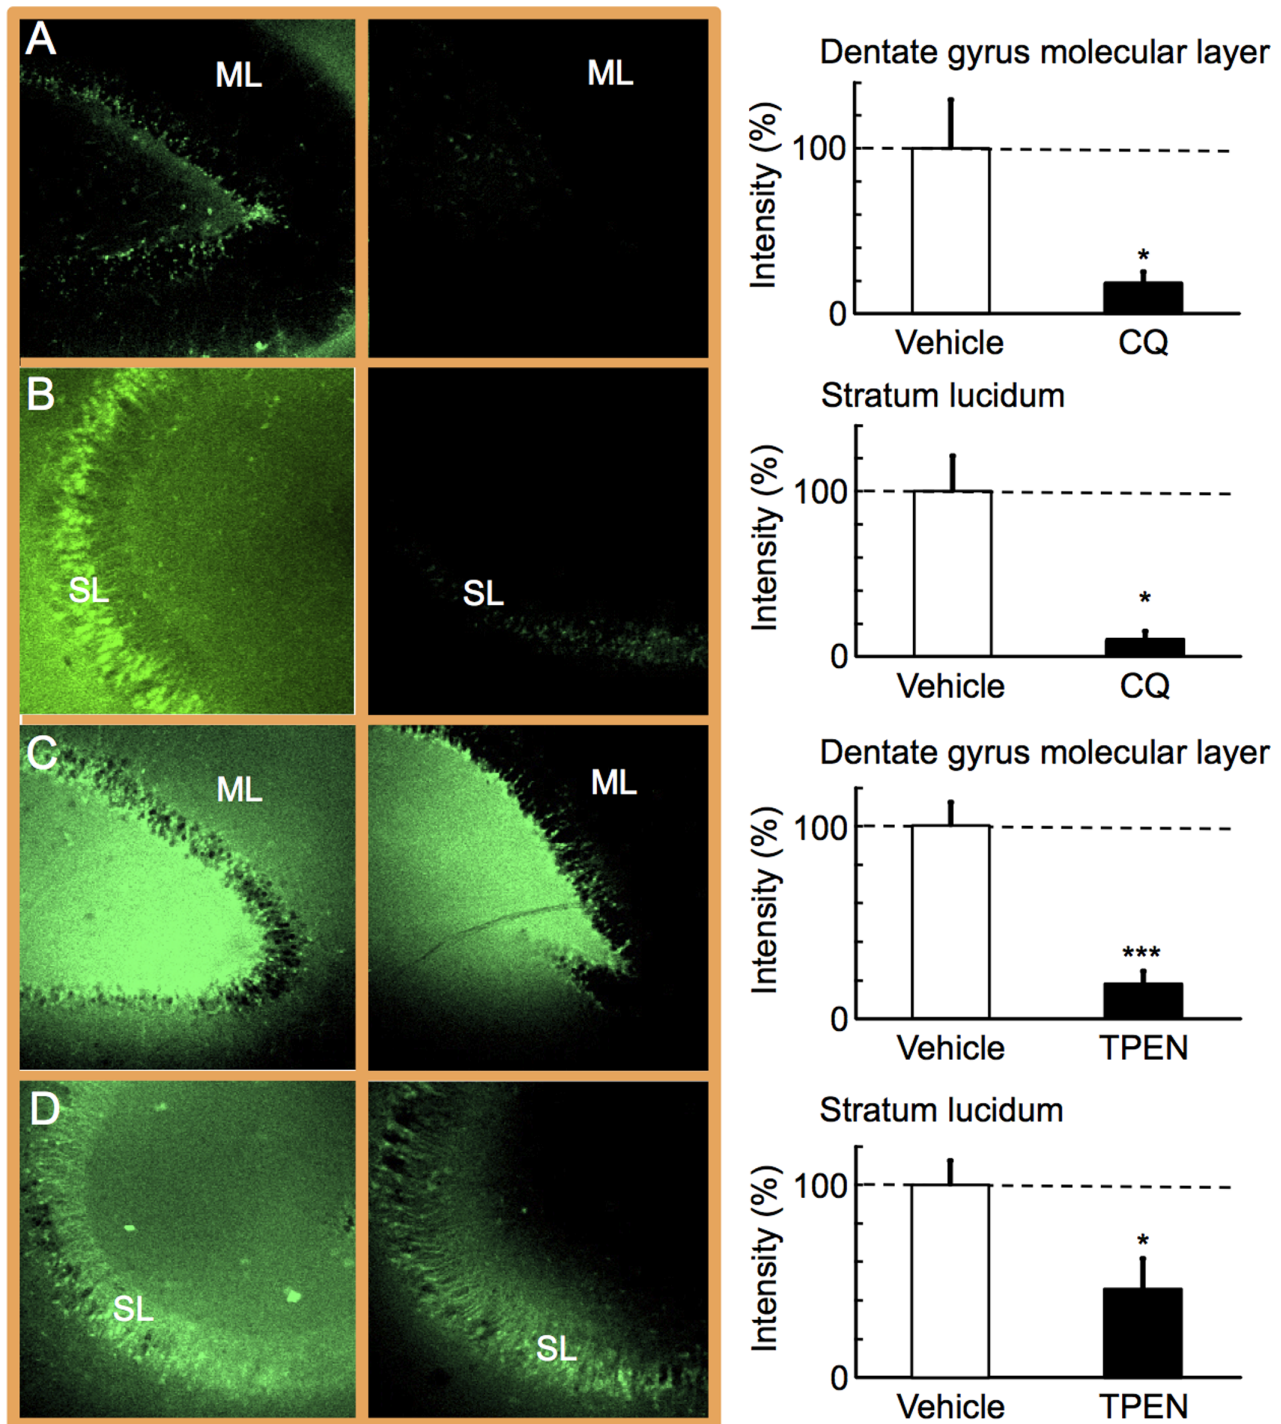 A
ML
ML
Dentate gyrus molecular layer
Intensity (%)
100
0
*
Vehicle
CQ
B
SL
SL
Stratum lucidum
Intensity (%)
100
0
*
Vehicle
CQ
C
ML
ML
Dentate gyrus molecular layer
Intensity (%)
100
0
***
Vehicle
TPEN
D
SL
SL
Stratum lucidum
Intensity (%)
100
0
*
Vehicle
TPEN